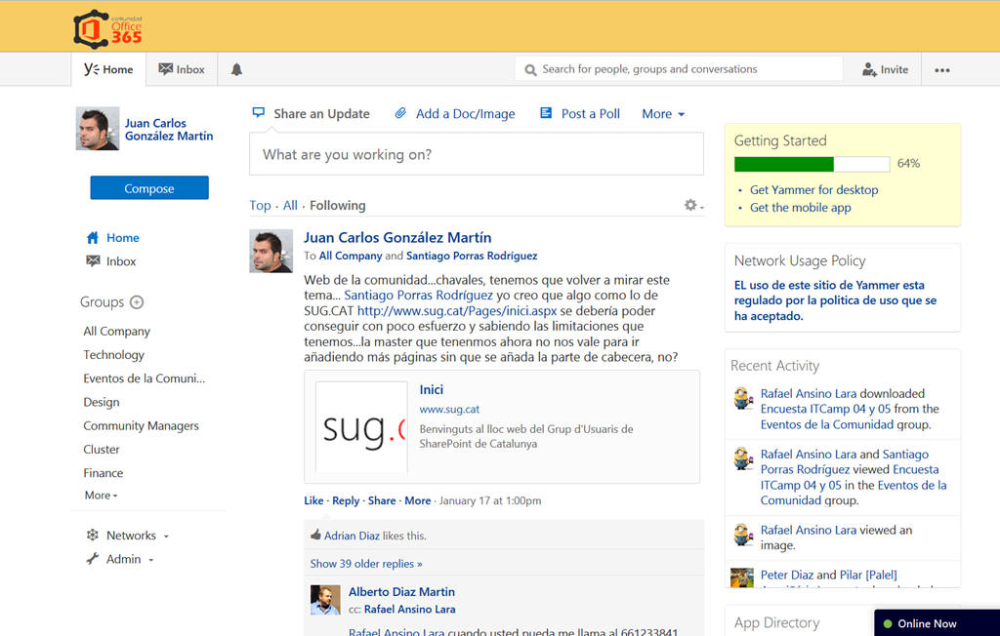 comunidad
Office
365
Home
Inbox
Search for people, groups and conversations
Invite
Juan Carlos
González Martín
Compose
Home
Inbox
Groups
All Company
Technology
Eventos de la Comuni...
Design
Community Managers
Cluster
Finance
More
Networks
Admin
Share an Update
Add a Doc/Image
Post a Poll
More
What are you working on?
Top · All · Following
Juan Carlos González Martín
To All Company and Santiago Porras Rodríguez
Web de la comunidad...chavales, tenemos que volver a mirar este
tema... Santiago Porras Rodríguez yo creo que algo como lo de
SUG.CAT http://www.sug.cat/Pages/inici.aspx se debería poder
conseguir con poco esfuerzo y sabiendo las limitaciones que
tenemos...la master que tenenmos ahora no nos vale para ir
añadiendo más páginas sin que se añada la parte de cabecera, no?
sug.c
Inici
www.sug.cat
Benvinguts al lloc web del Grup d'Usuaris de
SharePoint de Catalunya
Like · Reply · Share · More · January 17 at 1:00pm
Adrian Diaz likes this.
Show 39 older replies »
Alberto Diaz Martin
cc: Rafael Ansino Lara
Rafael Ansino Lara cuando usted pueda me llama al 661233841
Getting Started
64%
• Get Yammer for desktop
• Get the mobile app
Network Usage Policy
EL uso de este sitio de Yammer esta
regulado por la politica de uso que se
ha aceptado.
Recent Activity
Rafael Ansino Lara downloaded
Encuesta ITCamp 04 y 05 from the
Eventos de la Comunidad group.
Rafael Ansino Lara and Santiago
Porras Rodríguez viewed Encuesta
ITCamp 04 y 05 in the Eventos de la
Comunidad group.
Rafael Ansino Lara viewed an
image.
Peter Diaz and Pilar [Palel]
App Directory
Online Now